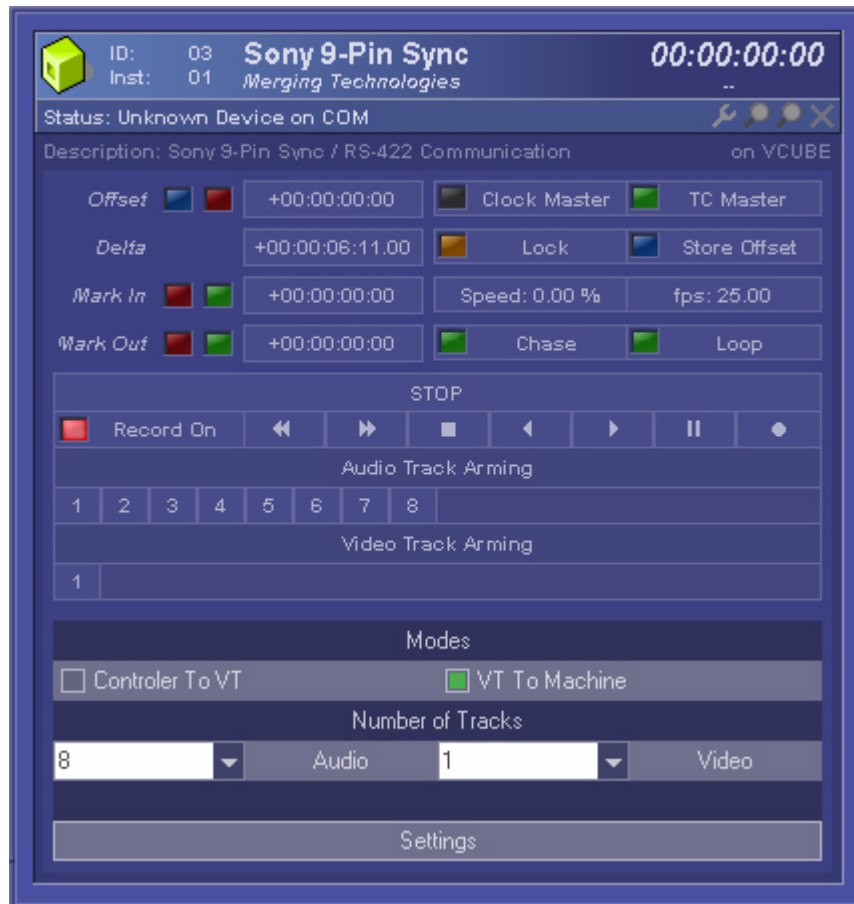 ID: 03 Sony 9-Pin Sync 00:00:00:00
Inst: 01 Merging Technologies --
Status: Unknown Device on COM
Description: Sony 9-Pin Sync / RS-422 Communication on VCUBE
Offset +00:00:00:00 Clock Master TC Master
Delta +00:00:06:11.00 Lock Store Offset
Mark In +00:00:00:00 Speed: 0.00 % fps: 25.00
Mark Out +00:00:00:00 Chase Loop
STOP
Record On
Audio Track Arming
1 2 3 4 5 6 7 8
Video Track Arming
1
Modes
Controler To VT VT To Machine
Number of Tracks
8 Audio 1 Video
Settings